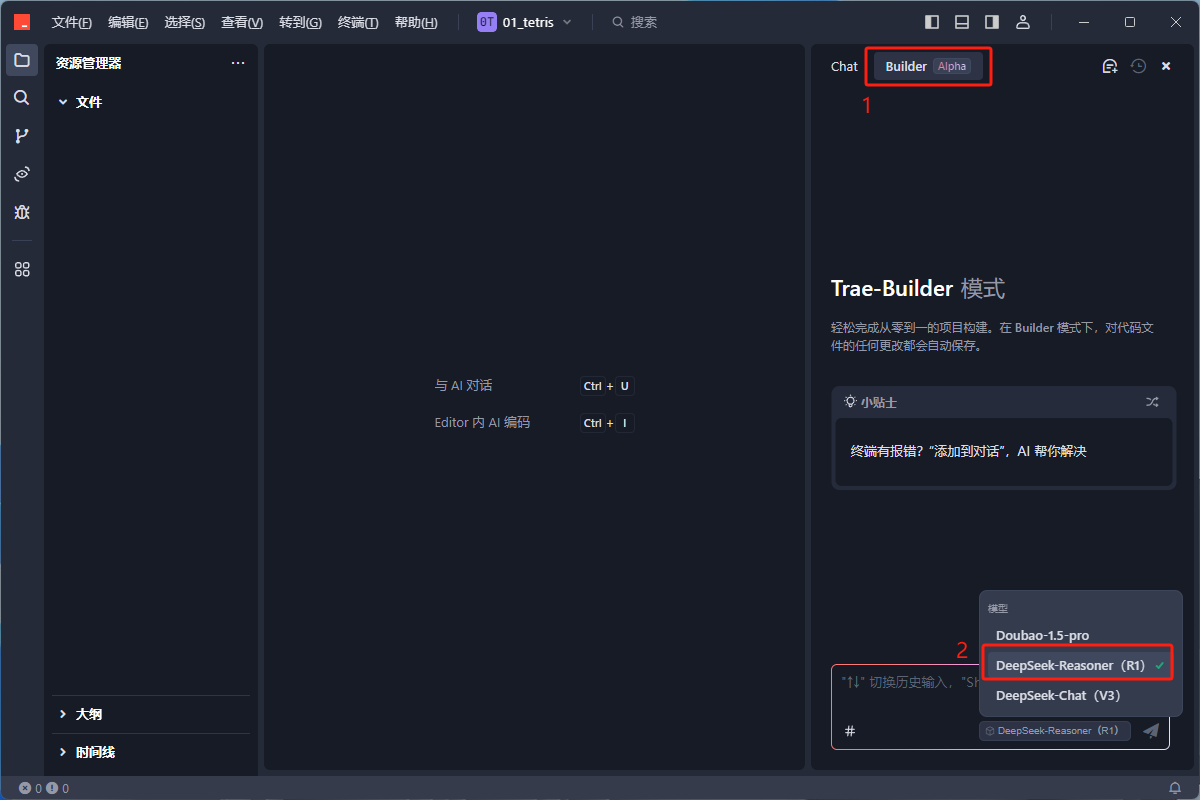 文件(F) 编辑(E) 选择(S) 查看(V) 转到(G) 终端(T) 帮助(H) 0T 01_tetris 搜索
资源管理器 ...
文件
大纲
时间线
与 AI 对话 Ctrl + U
Editor 内 AI 编码 Ctrl + I
Chat Builder Alpha
1
Trae-Builder 模式
轻松完成从零到一的项目构建。在 Builder 模式下，对代码文
件的任何更改都会自动保存。
小贴士
终端有报错？“添加到对话”，AI 帮你解决
模型
Doubao-1.5-pro
2
DeepSeek-Reasoner（R1）
DeepSeek-Chat（V3）
"↑↓" 切换历史输入，"Sh
# DeepSeek-Reasoner（R1）
0 0